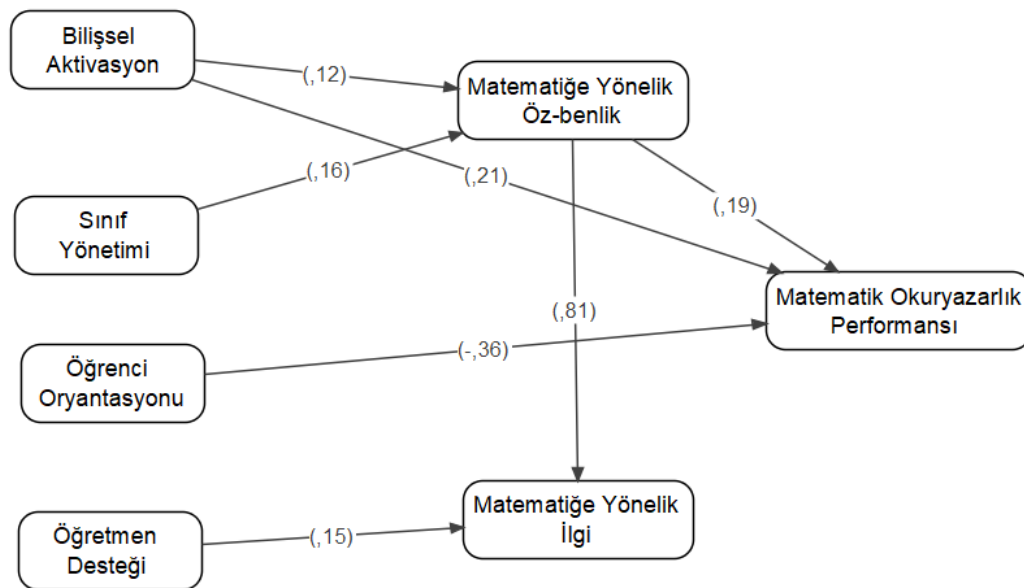 Bilişsel
Aktivasyon
(,12)
Matematiğe Yönelik
Öz-benlik
(,16)
(,21)
(,19)
Sınıf
Yönetimi
Matematik Okuryazarlık
Performansı
(,81)
(-,36)
Öğrenci
Oryantasyonu
Matematiğe Yönelik
İlgi
(,15)
Öğretmen
Desteği